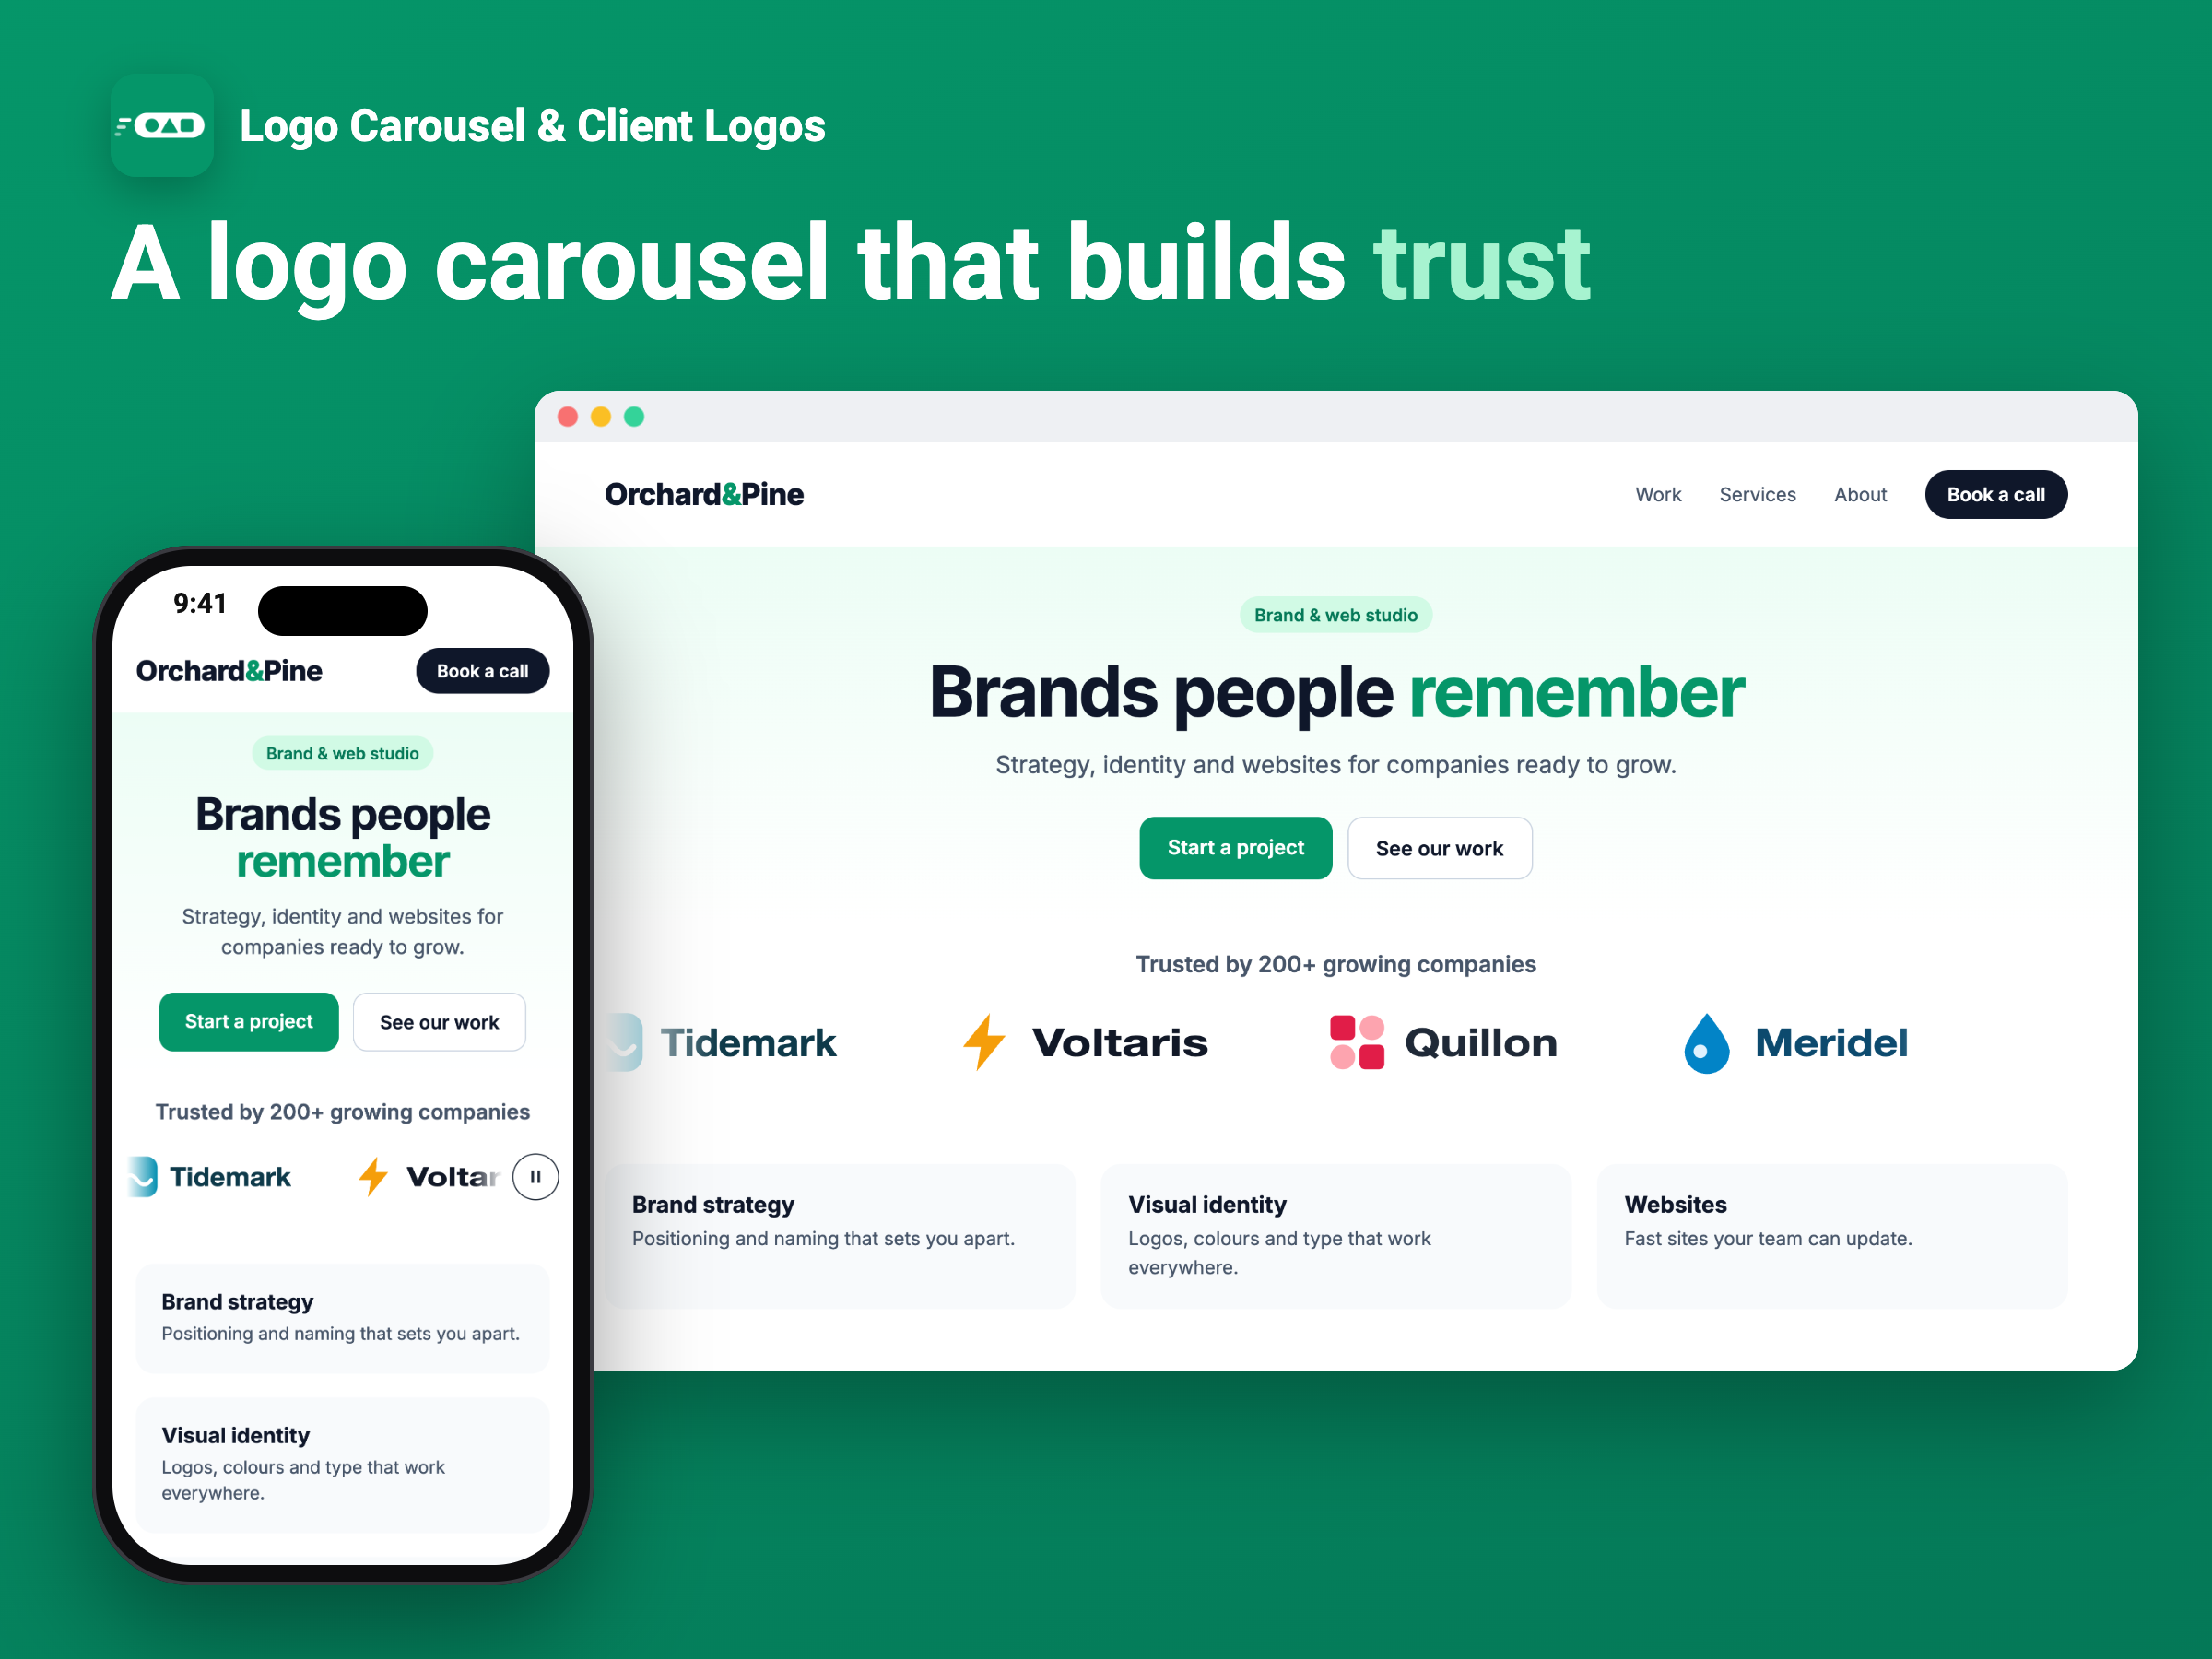 Logo Carousel & Client Logos
A logo carousel that builds trust
Orchard&Pine
Work
Services
About
Book a call
Brand & web studio
Brands people remember
Strategy, identity and websites for companies ready to grow.
Start a project
See our work
Trusted by 200+ growing companies
Tidemark
Voltaris
Quillon
Meridel
Brand strategy
Positioning and naming that sets you apart.
Visual identity
Logos, colours and type that work
everywhere.
Websites
Fast sites your team can update.
9:41
Orchard&Pine
Book a call
Brand & web studio
Brands people
remember
Strategy, identity and websites for
companies ready to grow.
Start a project
See our work
Trusted by 200+ growing companies
Tidemark
Voltar
Brand strategy
Positioning and naming that sets you apart.
Visual identity
Logos, colours and type that work
everywhere.